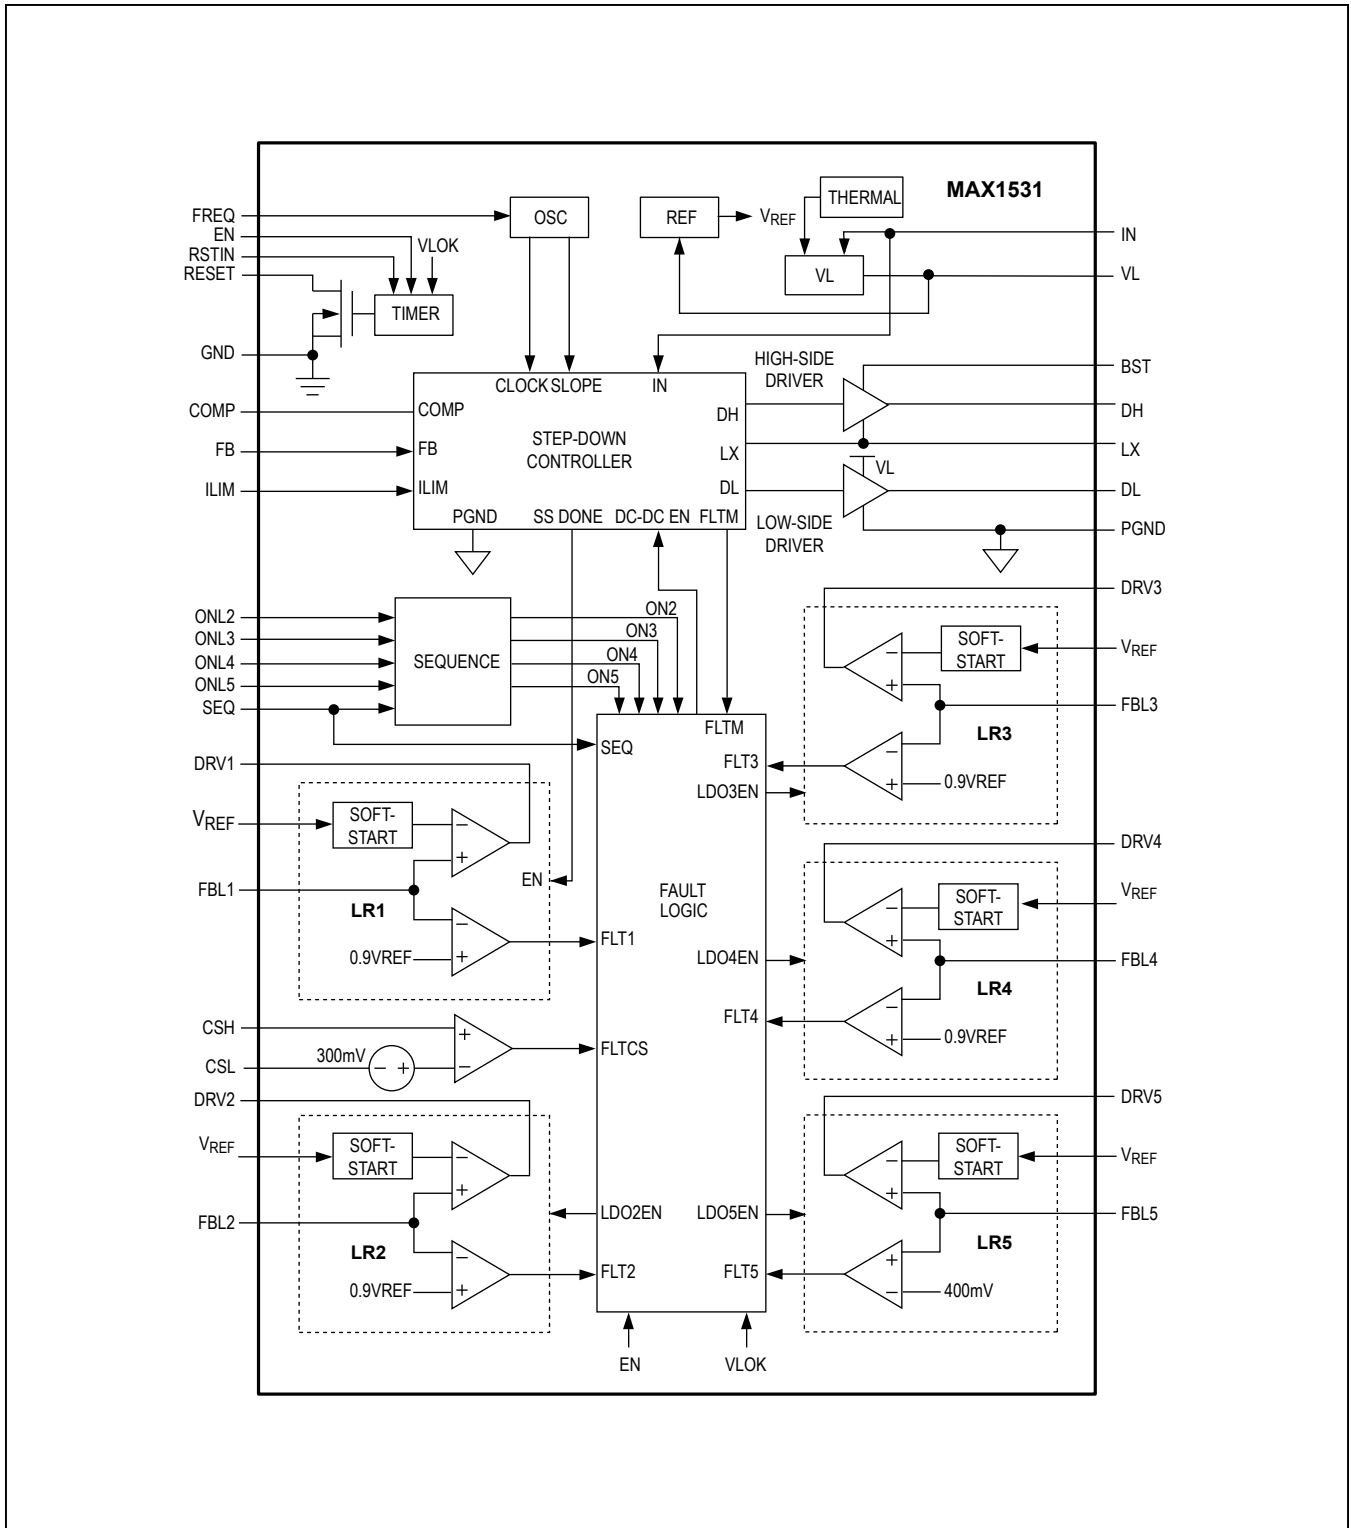 MAX1531
THERMAL
FREQ
OSC
REF
VREF
EN
IN
VLOK
RSTIN
RESET
VL
VL
TIMER
GND
HIGH-SIDE
DRIVER
BST
CLOCK SLOPE
IN
COMP
COMP
DH
DH
STEP-DOWN
CONTROLLER
FB
FB
LX
LX
VL
ILIM
ILIM
DL
DL
PGND
SS DONE
DC-DC EN
FLTM
LOW-SIDE
DRIVER
PGND
DRV3
ONL2
ONL3
ONL4
ONL5
SEQ
SEQUENCE
ON2
ON3
ON4
ON5
SOFT-
START
VREF
−
+
FBL3
LR3
−
+
0.9VREF
FLTM
SEQ
FLT3
LDO3EN
DRV1
VREF
SOFT-
START
−
+
EN
FBL1
LR1
−
+
0.9VREF
FLT1
FAULT
LOGIC
DRV4
SOFT-
START
VREF
−
+
LDO4EN
FBL4
LR4
FLT4
−
+
0.9VREF
CSH
CSL
300mV
− +
+
−
FLTCS
DRV2
VREF
SOFT-
START
−
+
LDO2EN
FBL2
LR2
−
+
0.9VREF
FLT2
DRV5
SOFT-
START
VREF
−
+
LDO5EN
FBL5
LR5
FLT5
+
−
400mV
EN
VLOK